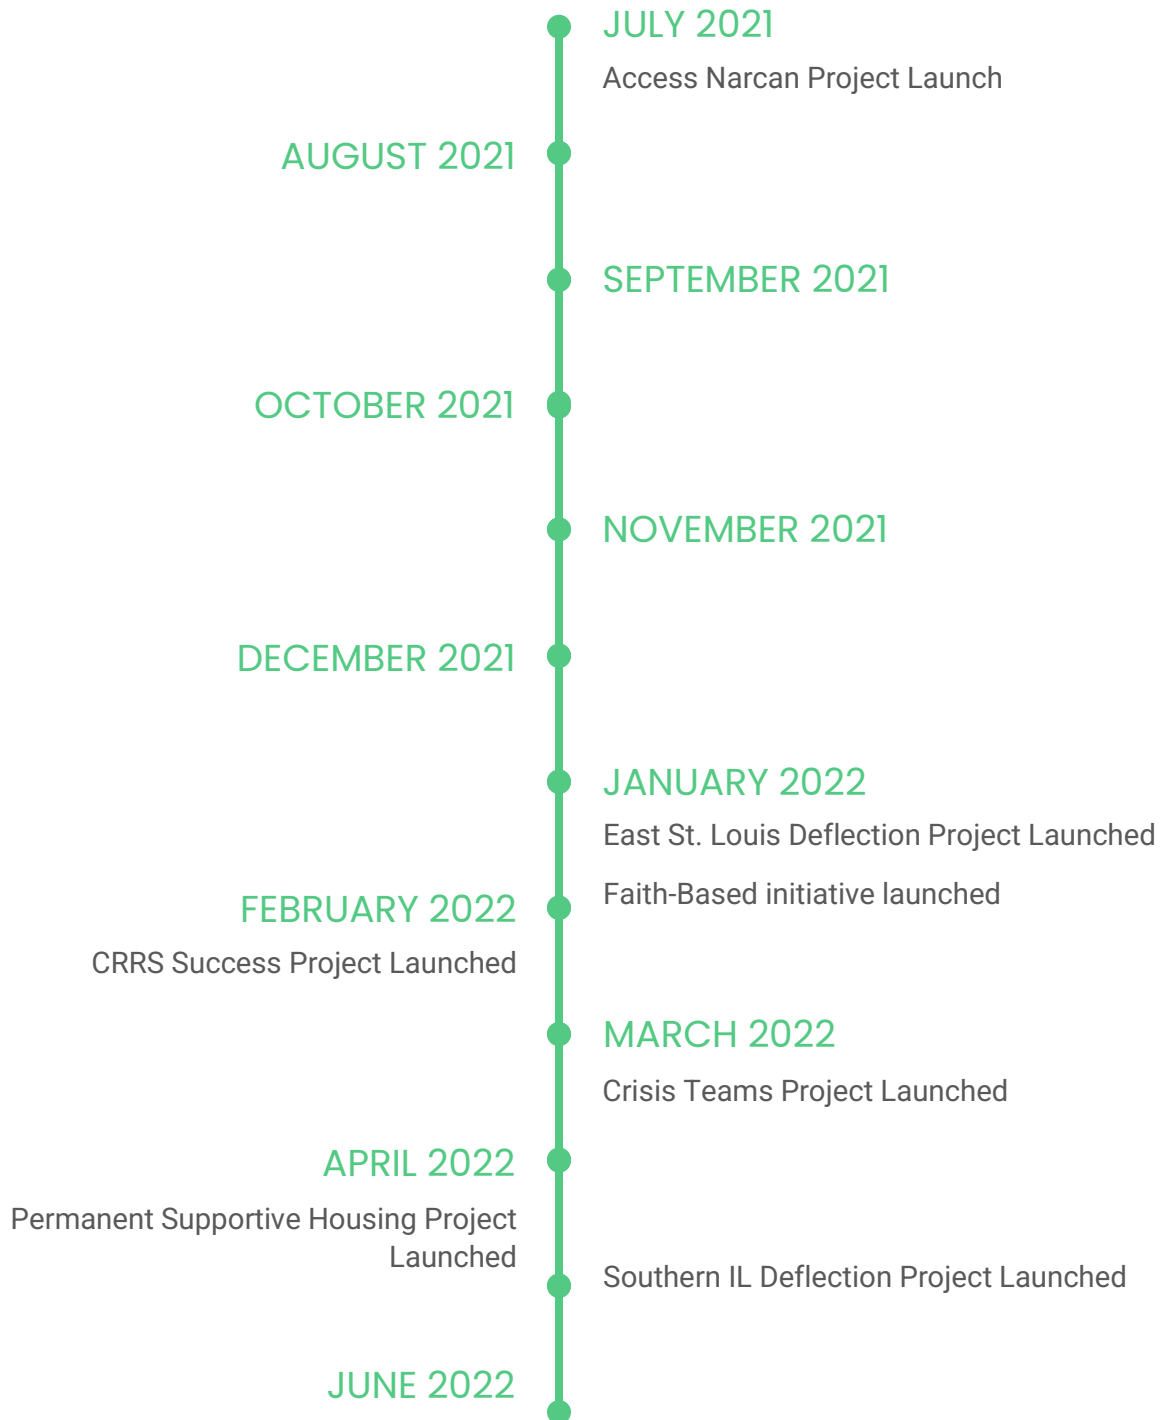 JULY 2021
Access Narcan Project Launch
AUGUST 2021
SEPTEMBER 2021
OCTOBER 2021
NOVEMBER 2021
DECEMBER 2021
JANUARY 2022
East St. Louis Deflection Project Launched
Faith-Based initiative launched
FEBRUARY 2022
CRRS Success Project Launched
MARCH 2022
Crisis Teams Project Launched
APRIL 2022
Permanent Supportive Housing Project
Launched
Southern IL Deflection Project Launched
JUNE 2022